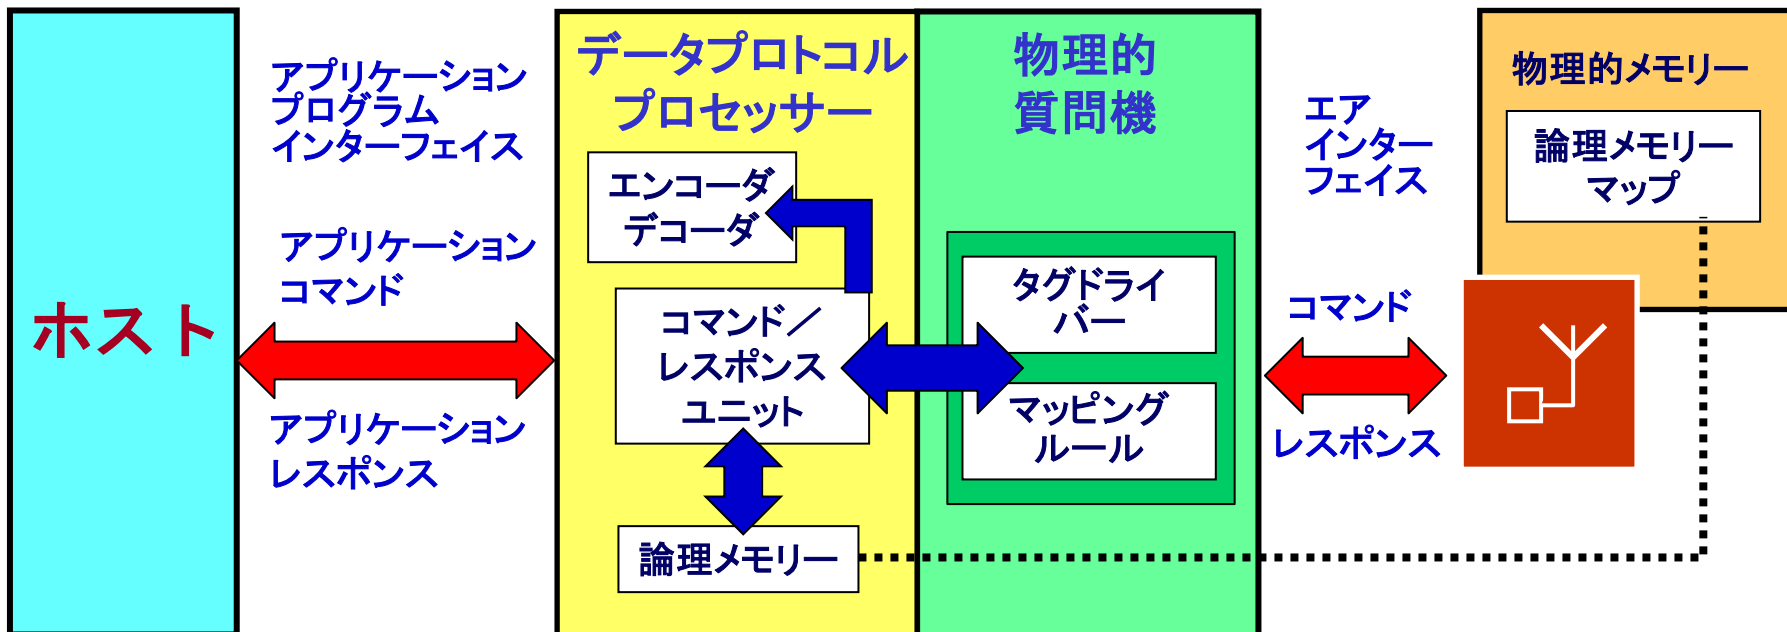 ホスト
アプリケーション
プログラム
インターフェイス
アプリケーション
コマンド
アプリケーション
レスポンス
データプロトコル
プロセッサー
エンコーダ
デコーダ
コマンド／
レスポンス
ユニット
論理メモリー
物理的
質問機
タグドライ
バー
マッピング
ルール
エア
インター
フェイス
コマンド
レスポンス
物理的メモリー
論理メモリー
マップ